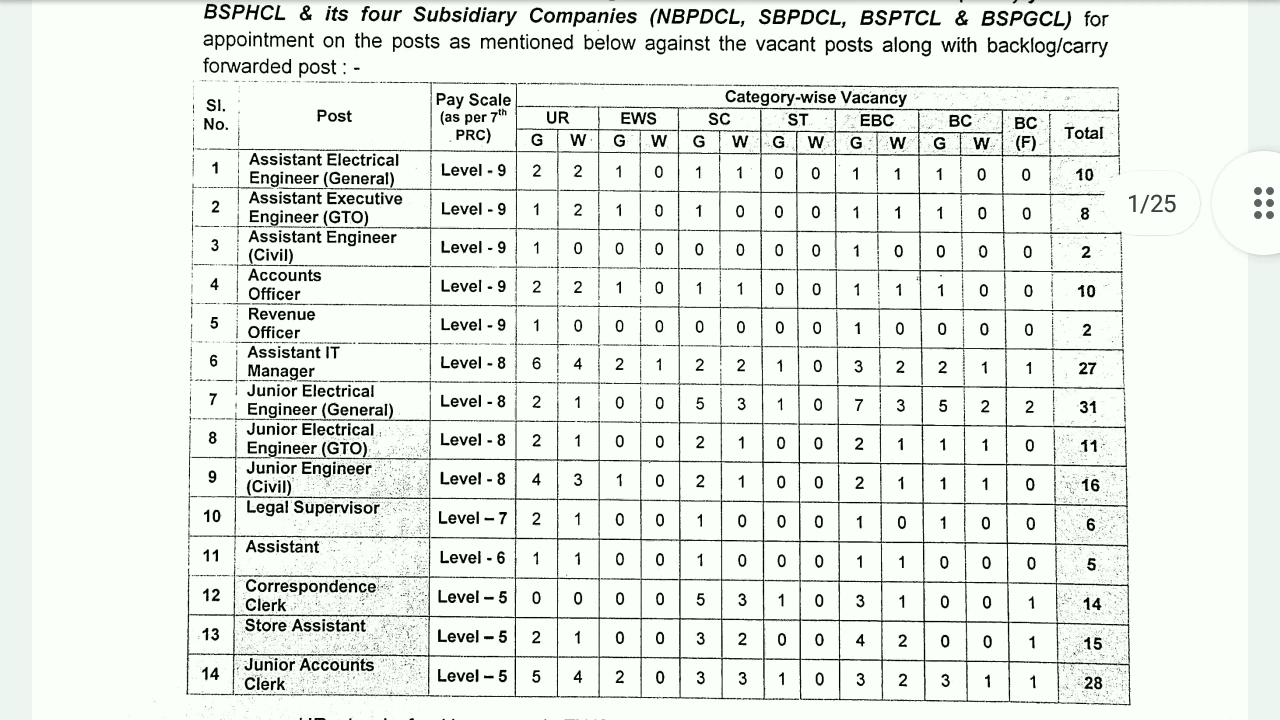 BSPHCL & its four Subsidiary Companies (NBPDCL, SBPDCL, BSPTCL & BSPGCL) for
appointment on the posts as mentioned below against the vacant posts along with backlog/carry
forwarded post : -
Sl. No. Post Pay Scale (as per 7th PRC) Category-wise Vacancy
UR EWS SC ST EBC BC BC (F) Total
G W G W G W G W G W G W
1 Assistant Electrical Engineer (General) Level - 9 2 2 1 0 1 1 0 0 1 1 1 0 0 10
2 Assistant Executive Engineer (GTO) Level - 9 1 2 1 0 1 0 0 0 1 1 1 0 0 8
3 Assistant Engineer (Civil) Level - 9 1 0 0 0 0 0 0 0 1 0 0 0 0 2
4 Accounts Officer Level - 9 2 2 1 0 1 1 0 0 1 1 1 0 0 10
5 Revenue Officer Level - 9 1 0 0 0 0 0 0 0 1 0 0 0 0 2
6 Assistant IT Manager Level - 8 6 4 2 1 2 2 1 0 3 2 2 1 1 27
7 Junior Electrical Engineer (General) Level - 8 2 1 0 0 5 3 1 0 7 3 5 2 2 31
8 Junior Electrical Engineer (GTO) Level - 8 2 1 0 0 2 1 0 0 2 1 1 1 0 11
9 Junior Engineer (Civil) Level - 8 4 3 1 0 2 1 0 0 2 1 1 1 0 16
10 Legal Supervisor Level – 7 2 1 0 0 1 0 0 0 1 0 1 0 0 6
11 Assistant Level - 6 1 1 0 0 1 0 0 0 1 1 0 0 0 5
12 Correspondence Clerk Level – 5 0 0 0 0 5 3 1 0 3 1 0 0 1 14
13 Store Assistant Level – 5 2 1 0 0 3 2 0 0 4 2 0 0 1 15
14 Junior Accounts Clerk Level – 5 5 4 2 0 3 3 1 0 3 2 3 1 1 28
1/25